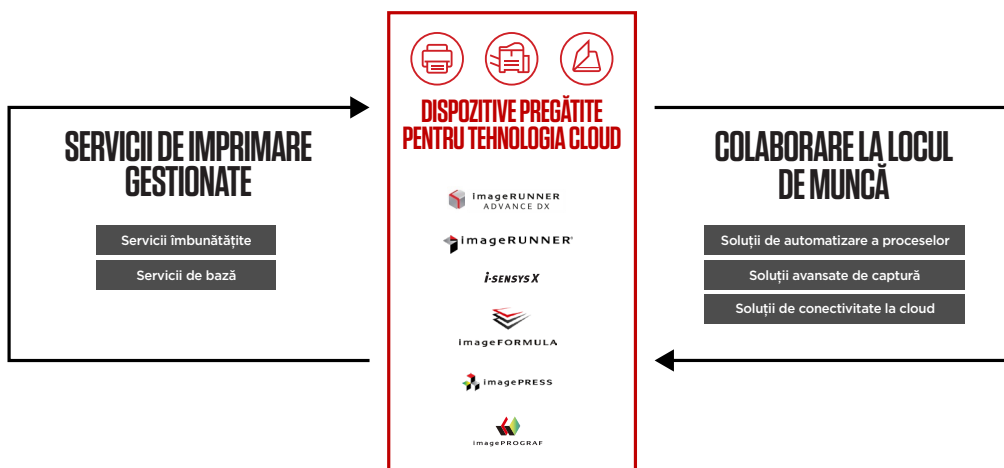 SERVICII DE IMPRIMARE
GESTIONATE
Servicii îmbunătățite
Servicii de bază
DISPOZITIVE PREGĂTITE
PENTRU TEHNOLOGIA CLOUD
imageRUNNER
ADVANCE DX
imageRUNNER
i-SENSYS X
imageFORMULA
imagePRESS
imagePROGRAF
COLABORARE LA LOCUL
DE MUNCĂ
Soluții de automatizare a proceselor
Soluții avansate de captură
Soluții de conectivitate la cloud